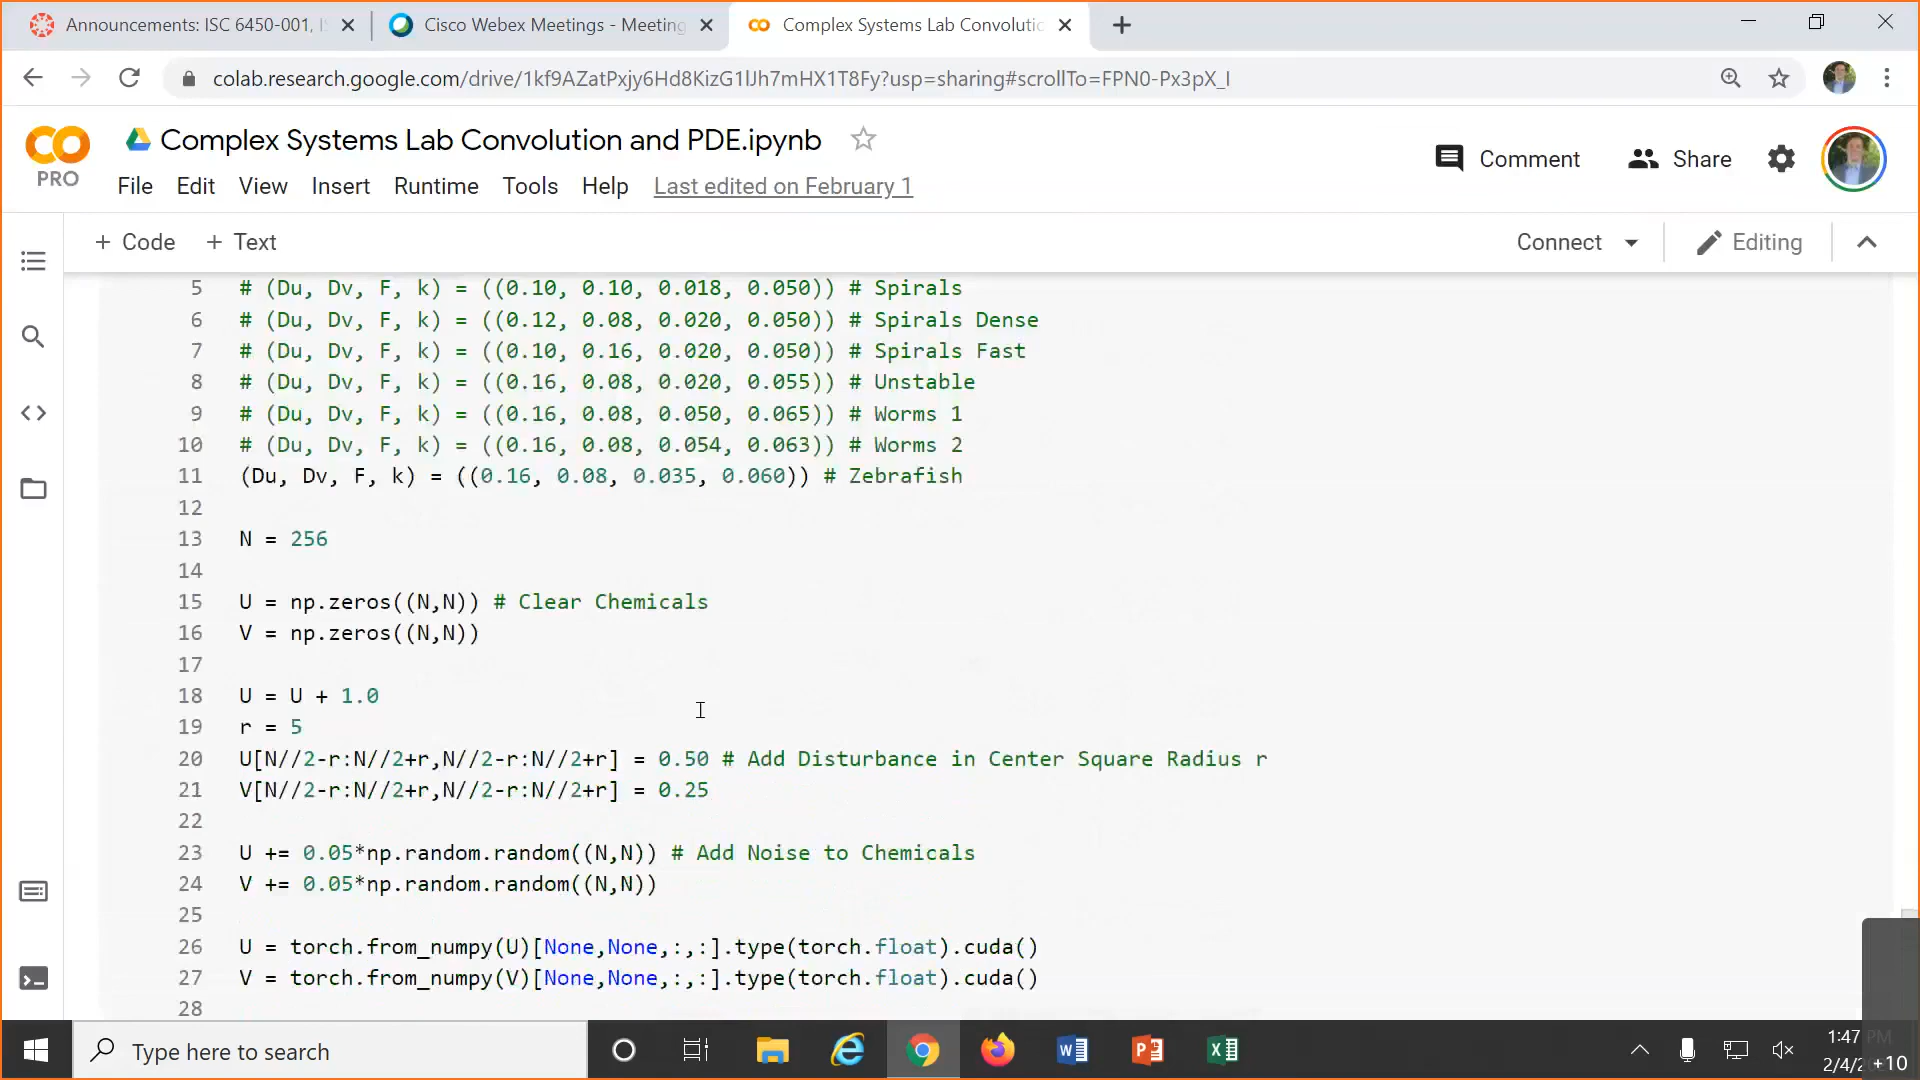 Announcements: ISC 6450-001, I
Cisco Webex Meetings - Meeting
Complex Systems Lab Convolutio
colab.research.google.com/drive/1kf9AZatPxjy6Hd8KizG1lJh7mHX1T8Fy?usp=sharing#scrollTo=FPN0-Px3pX_I
PRO
Complex Systems Lab Convolution and PDE.ipynb
Comment
Share
File Edit View Insert Runtime Tools Help Last edited on February 1
+ Code + Text
Connect
Editing
5 # (Du, Dv, F, k) = ((0.10, 0.10, 0.018, 0.050)) # Spirals
6 # (Du, Dv, F, k) = ((0.12, 0.08, 0.020, 0.050)) # Spirals Dense
7 # (Du, Dv, F, k) = ((0.10, 0.16, 0.020, 0.050)) # Spirals Fast
8 # (Du, Dv, F, k) = ((0.16, 0.08, 0.020, 0.055)) # Unstable
9 # (Du, Dv, F, k) = ((0.16, 0.08, 0.050, 0.065)) # Worms 1
10 # (Du, Dv, F, k) = ((0.16, 0.08, 0.054, 0.063)) # Worms 2
11 (Du, Dv, F, k) = ((0.16, 0.08, 0.035, 0.060)) # Zebrafish
12
13 N = 256
14
15 U = np.zeros((N,N)) # Clear Chemicals
16 V = np.zeros((N,N))
17
18 U = U + 1.0
19 r = 5
20 U[N//2-r:N//2+r,N//2-r:N//2+r] = 0.50 # Add Disturbance in Center Square Radius r
21 V[N//2-r:N//2+r,N//2-r:N//2+r] = 0.25
22
23 U += 0.05*np.random.random((N,N)) # Add Noise to Chemicals
24 V += 0.05*np.random.random((N,N))
25
26 U = torch.from_numpy(U)[None,None,:,:].type(torch.float).cuda()
27 V = torch.from_numpy(V)[None,None,:,:].type(torch.float).cuda()
28
Type here to search
1:47 PM
2/4/2
+10